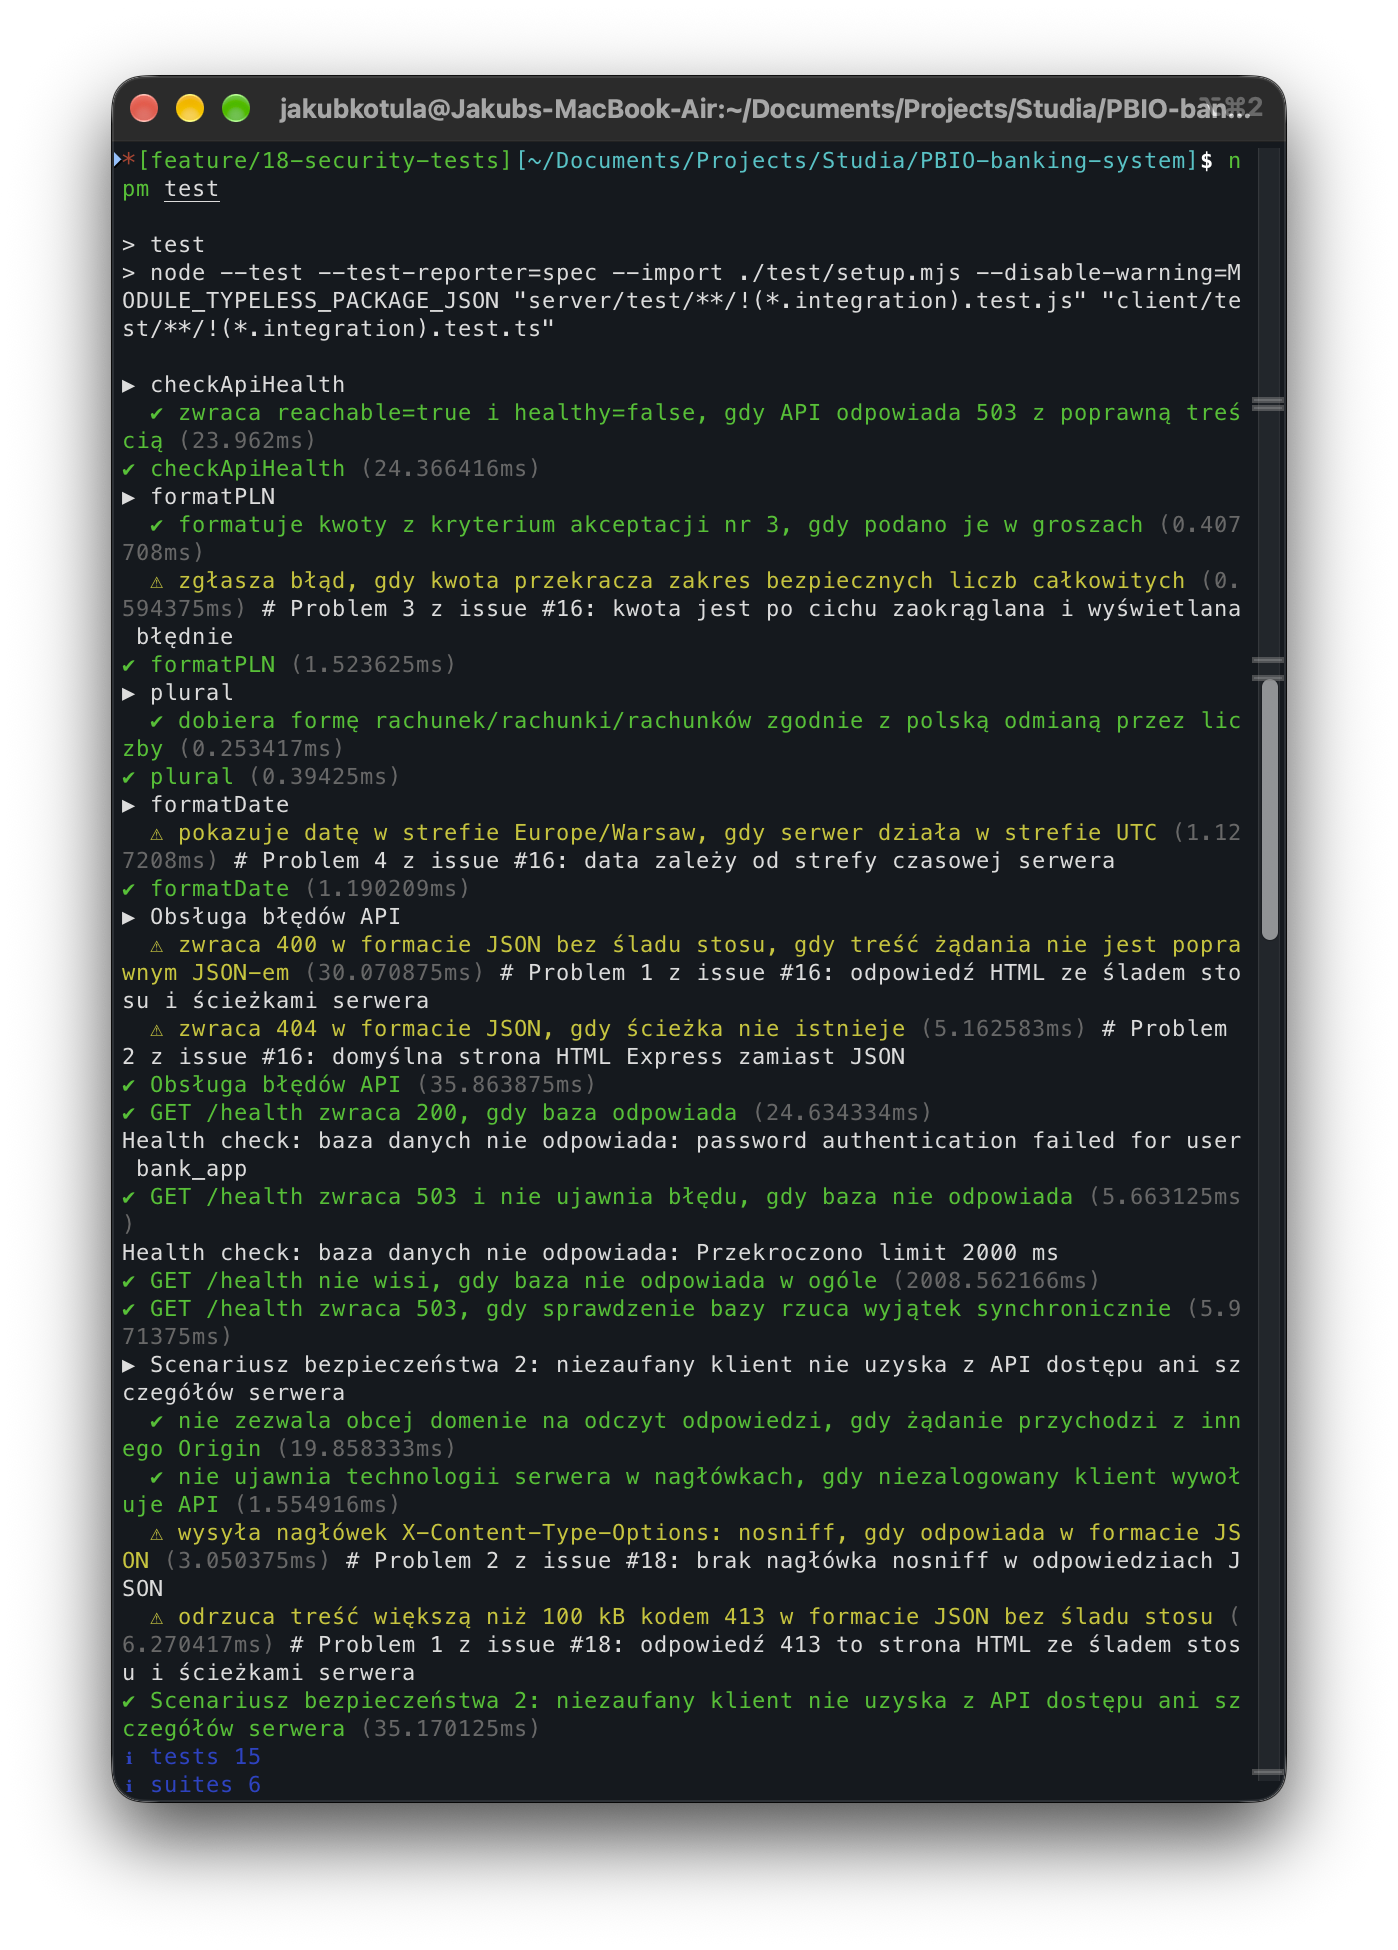 jakubkotula@Jakubs-MacBook-Air:~/Documents/Projects/Studia/PBIO-ban... ⌥⌘2
*[feature/18-security-tests][~/Documents/Projects/Studia/PBIO-banking-system]$ n
pm test
> test
> node --test --test-reporter=spec --import ./test/setup.mjs --disable-warning=M
ODULE_TYPELESS_PACKAGE_JSON "server/test/**/!(*.integration).test.js" "client/te
st/**/!(*.integration).test.ts"
▶ checkApiHealth
✔ zwraca reachable=true i healthy=false, gdy API odpowiada 503 z poprawną treś
cią (23.962ms)
✔ checkApiHealth (24.366416ms)
▶ formatPLN
✔ formatuje kwoty z kryterium akceptacji nr 3, gdy podano je w groszach (0.407
708ms)
⚠ zgłasza błąd, gdy kwota przekracza zakres bezpiecznych liczb całkowitych (0.
594375ms) # Problem 3 z issue #16: kwota jest po cichu zaokrąglana i wyświetlana
błędnie
✔ formatPLN (1.523625ms)
▶ plural
✔ dobiera formę rachunek/rachunki/rachunków zgodnie z polską odmianą przez lic
zby (0.253417ms)
✔ plural (0.39425ms)
▶ formatDate
⚠ pokazuje datę w strefie Europe/Warsaw, gdy serwer działa w strefie UTC (1.12
7208ms) # Problem 4 z issue #16: data zależy od strefy czasowej serwera
✔ formatDate (1.190209ms)
▶ Obsługa błędów API
⚠ zwraca 400 w formacie JSON bez śladu stosu, gdy treść żądania nie jest popra
wnym JSON-em (30.070875ms) # Problem 1 z issue #16: odpowiedź HTML ze śladem sto
su i ścieżkami serwera
⚠ zwraca 404 w formacie JSON, gdy ścieżka nie istnieje (5.162583ms) # Problem
2 z issue #16: domyślna strona HTML Express zamiast JSON
✔ Obsługa błędów API (35.863875ms)
✔ GET /health zwraca 200, gdy baza odpowiada (24.634334ms)
Health check: baza danych nie odpowiada: password authentication failed for user
bank_app
✔ GET /health zwraca 503 i nie ujawnia błędu, gdy baza nie odpowiada (5.663125ms
)
Health check: baza danych nie odpowiada: Przekroczono limit 2000 ms
✔ GET /health nie wisi, gdy baza nie odpowiada w ogóle (2008.562166ms)
✔ GET /health zwraca 503, gdy sprawdzenie bazy rzuca wyjątek synchronicznie (5.9
71375ms)
▶ Scenariusz bezpieczeństwa 2: niezaufany klient nie uzyska z API dostępu ani sz
czegółów serwera
✔ nie zezwala obcej domenie na odczyt odpowiedzi, gdy żądanie przychodzi z inn
ego Origin (19.858333ms)
✔ nie ujawnia technologii serwera w nagłówkach, gdy niezalogowany klient wywoł
uje API (1.554916ms)
⚠ wysyła nagłówek X-Content-Type-Options: nosniff, gdy odpowiada w formacie JS
ON (3.050375ms) # Problem 2 z issue #18: brak nagłówka nosniff w odpowiedziach J
SON
⚠ odrzuca treść większą niż 100 kB kodem 413 w formacie JSON bez śladu stosu (
6.270417ms) # Problem 1 z issue #18: odpowiedź 413 to strona HTML ze śladem stos
u i ścieżkami serwera
✔ Scenariusz bezpieczeństwa 2: niezaufany klient nie uzyska z API dostępu ani sz
czegółów serwera (35.170125ms)
ℹ tests 15
ℹ suites 6